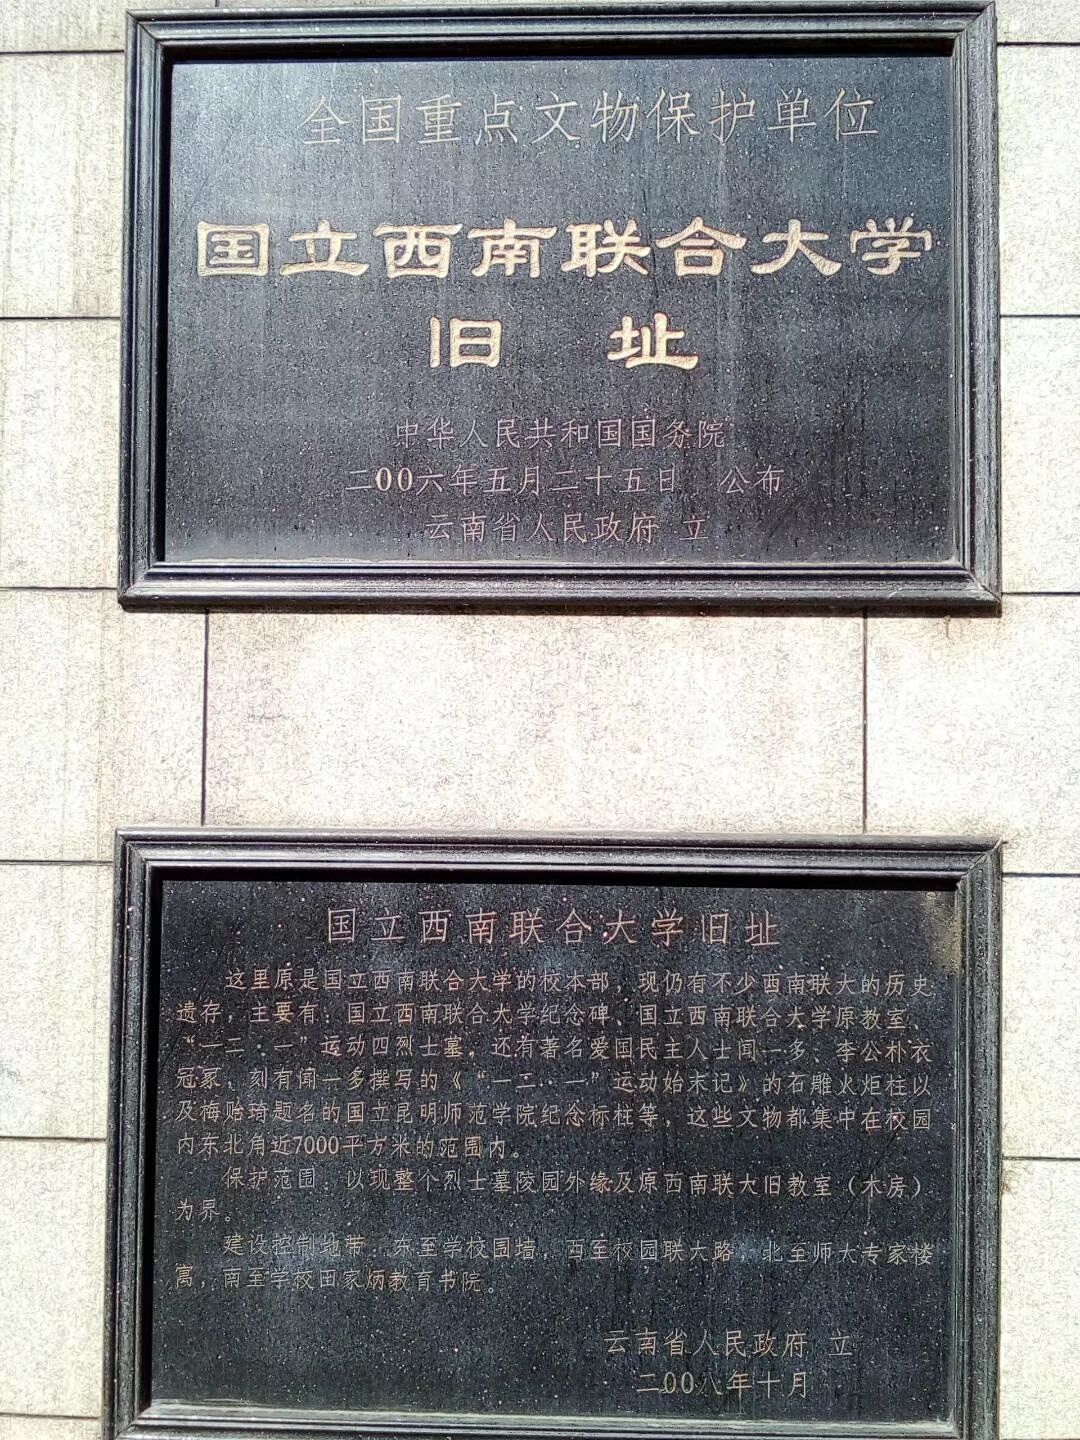 全国重点文物保护单位
国立西南联合大学
旧 址
中华人民共和国国务院
二00六年五月二十五日 公布
云南省人民政府 立
国立西南联合大学旧址
这里原是国立西南联合大学的校本部，现仍有不少西南联大的历史
遗存，主要有：国立西南联合大学纪念碑、国立西南联合大学原教室、
“一二·一”运动四烈士墓，还有著名爱国民主人士闻一多、李公朴衣
冠冢，刻有闻一多撰写的《“一二·一”运动始末记》的石雕火炬柱以
及梅贻琦题名的国立昆明师范学院纪念标柱等，这些文物都集中在校园
内东北角近7000平方米的范围内。
保护范围：以现整个烈士墓陵园外缘及原西南联大旧教室（木房）
为界。
建设控制地带：东至学校围墙，西至校园联大路，北至师大专家楼
寓，南至学校田家炳教育书院。
云南省人民政府 立
二00八年十月